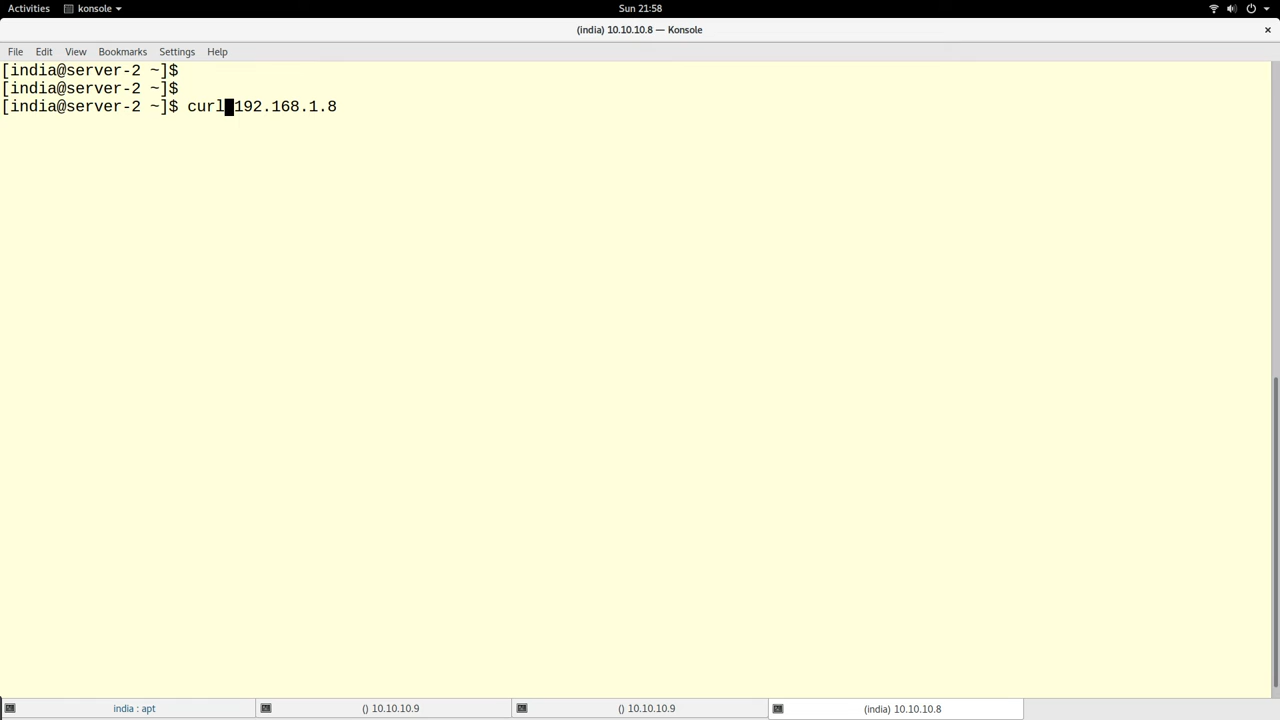 Activities konsole Sun 21:58
(india) 10.10.10.8 — Konsole ×
File Edit View Bookmarks Settings Help
[india@server-2 ~]$
[india@server-2 ~]$
[india@server-2 ~]$ curl 192.168.1.8
india : apt () 10.10.10.9 () 10.10.10.9 (india) 10.10.10.8